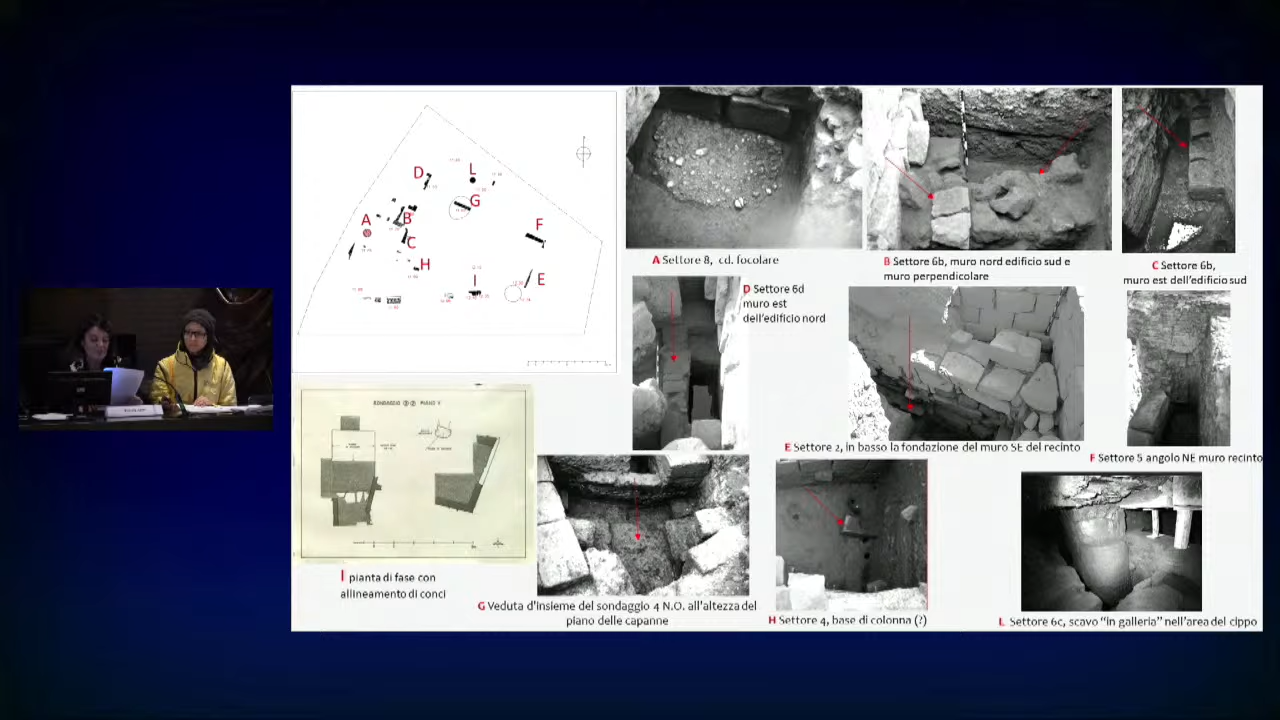 D
L
G
A
B
C
F
H
I
E
A Settore 8, cd. focolare
B Settore 6b, muro nord edificio sud e
muro perpendicolare
C Settore 6b,
muro est dell'edificio sud
D Settore 6d
muro est
dell'edificio nord
E Settore 2, in basso la fondazione del muro SE del recinto
F Settore 5 angolo NE muro recinto
I pianta di fase con
allineamento di conci
G Veduta d'insieme del sondaggio 4 N.O. all'altezza del
piano delle capanne
H Settore 4, base di colonna (?)
L Settore 6c, scavo "in galleria" nell'area del cippo